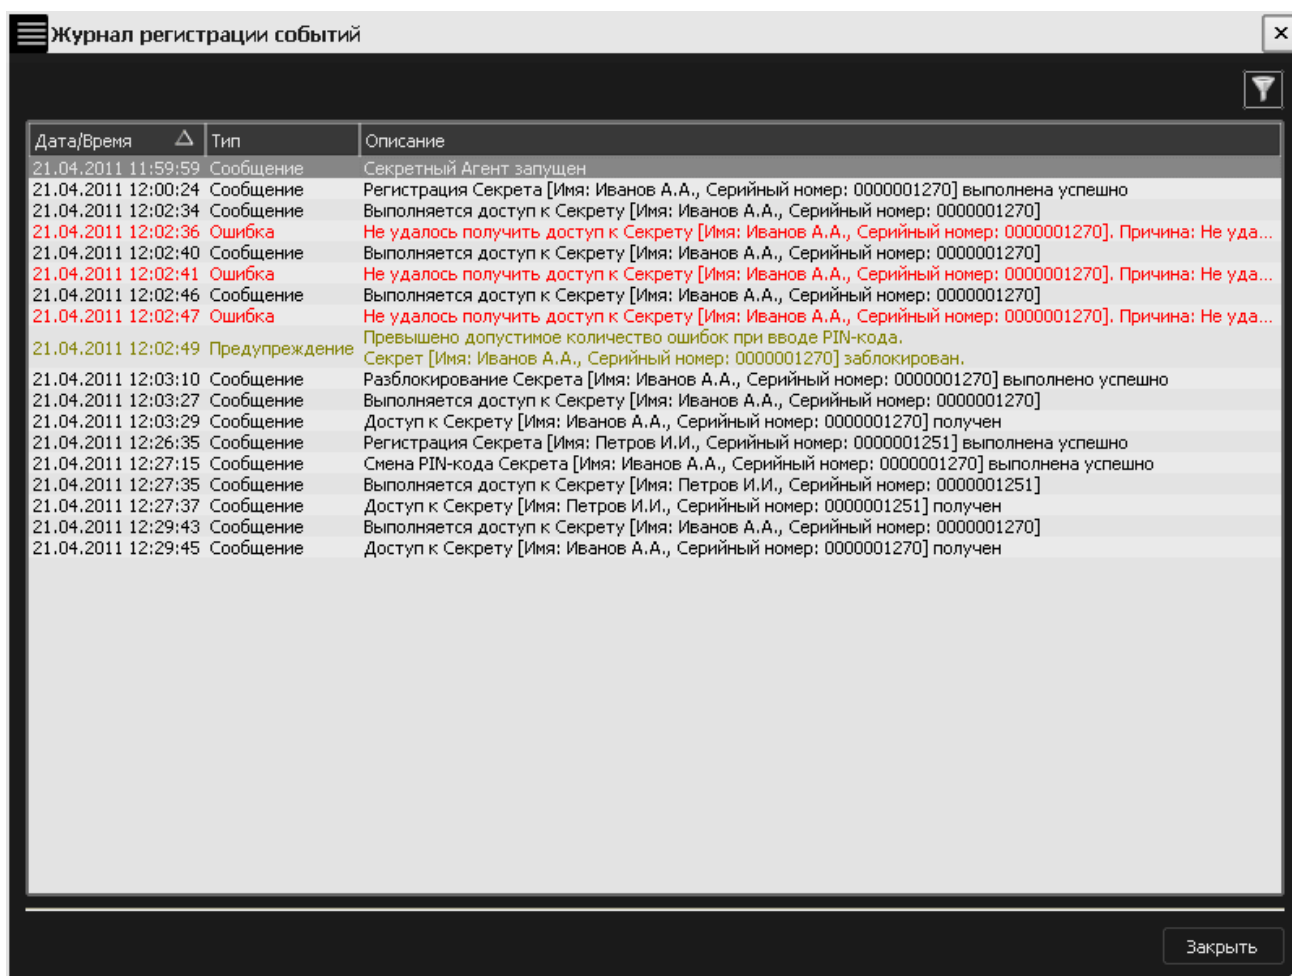 Журнал регистрации событий
Дата/Время Тип Описание
21.04.2011 11:59:59 Сообщение Секретный Агент запущен
21.04.2011 12:00:24 Сообщение Регистрация Секрета [Имя: Иванов А.А., Серийный номер: 0000001270] выполнена успешно
21.04.2011 12:02:34 Сообщение Выполняется доступ к Секрету [Имя: Иванов А.А., Серийный номер: 0000001270]
21.04.2011 12:02:36 Ошибка Не удалось получить доступ к Секрету [Имя: Иванов А.А., Серийный номер: 0000001270]. Причина: Не уда...
21.04.2011 12:02:40 Сообщение Выполняется доступ к Секрету [Имя: Иванов А.А., Серийный номер: 0000001270]
21.04.2011 12:02:41 Ошибка Не удалось получить доступ к Секрету [Имя: Иванов А.А., Серийный номер: 0000001270]. Причина: Не уда...
21.04.2011 12:02:46 Сообщение Выполняется доступ к Секрету [Имя: Иванов А.А., Серийный номер: 0000001270]
21.04.2011 12:02:47 Ошибка Не удалось получить доступ к Секрету [Имя: Иванов А.А., Серийный номер: 0000001270]. Причина: Не уда...
21.04.2011 12:02:49 Предупреждение Превышено допустимое количество ошибок при вводе PIN-кода.
Секрет [Имя: Иванов А.А., Серийный номер: 0000001270] заблокирован.
21.04.2011 12:03:10 Сообщение Разблокирование Секрета [Имя: Иванов А.А., Серийный номер: 0000001270] выполнено успешно
21.04.2011 12:03:27 Сообщение Выполняется доступ к Секрету [Имя: Иванов А.А., Серийный номер: 0000001270]
21.04.2011 12:03:29 Сообщение Доступ к Секрету [Имя: Иванов А.А., Серийный номер: 0000001270] получен
21.04.2011 12:26:35 Сообщение Регистрация Секрета [Имя: Петров И.И., Серийный номер: 0000001251] выполнена успешно
21.04.2011 12:27:15 Сообщение Смена PIN-кода Секрета [Имя: Иванов А.А., Серийный номер: 0000001270] выполнена успешно
21.04.2011 12:27:35 Сообщение Выполняется доступ к Секрету [Имя: Петров И.И., Серийный номер: 0000001251]
21.04.2011 12:27:37 Сообщение Доступ к Секрету [Имя: Петров И.И., Серийный номер: 0000001251] получен
21.04.2011 12:29:43 Сообщение Выполняется доступ к Секрету [Имя: Иванов А.А., Серийный номер: 0000001270]
21.04.2011 12:29:45 Сообщение Доступ к Секрету [Имя: Иванов А.А., Серийный номер: 0000001270] получен
Закрыть